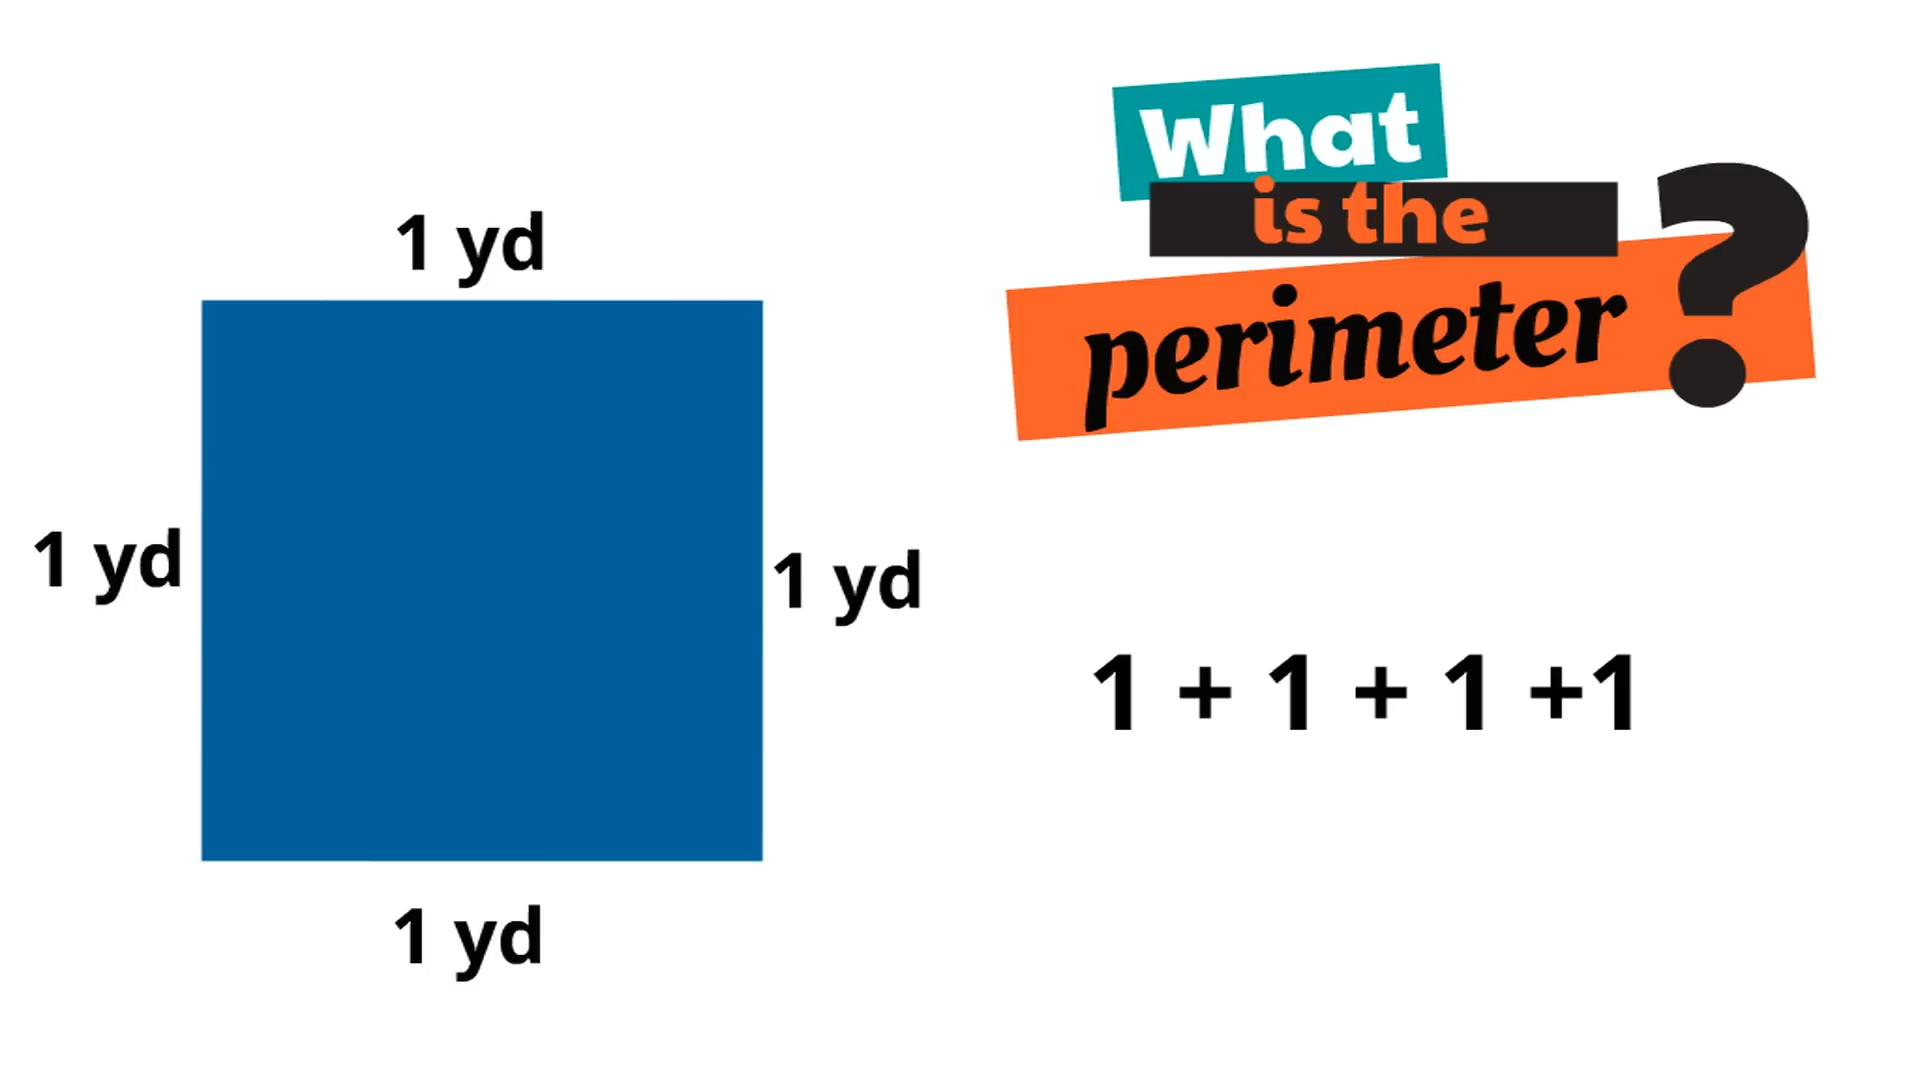 What
is the
perimeter?
1 yd
1 yd
1 yd
1 + 1 + 1 +1
1 yd